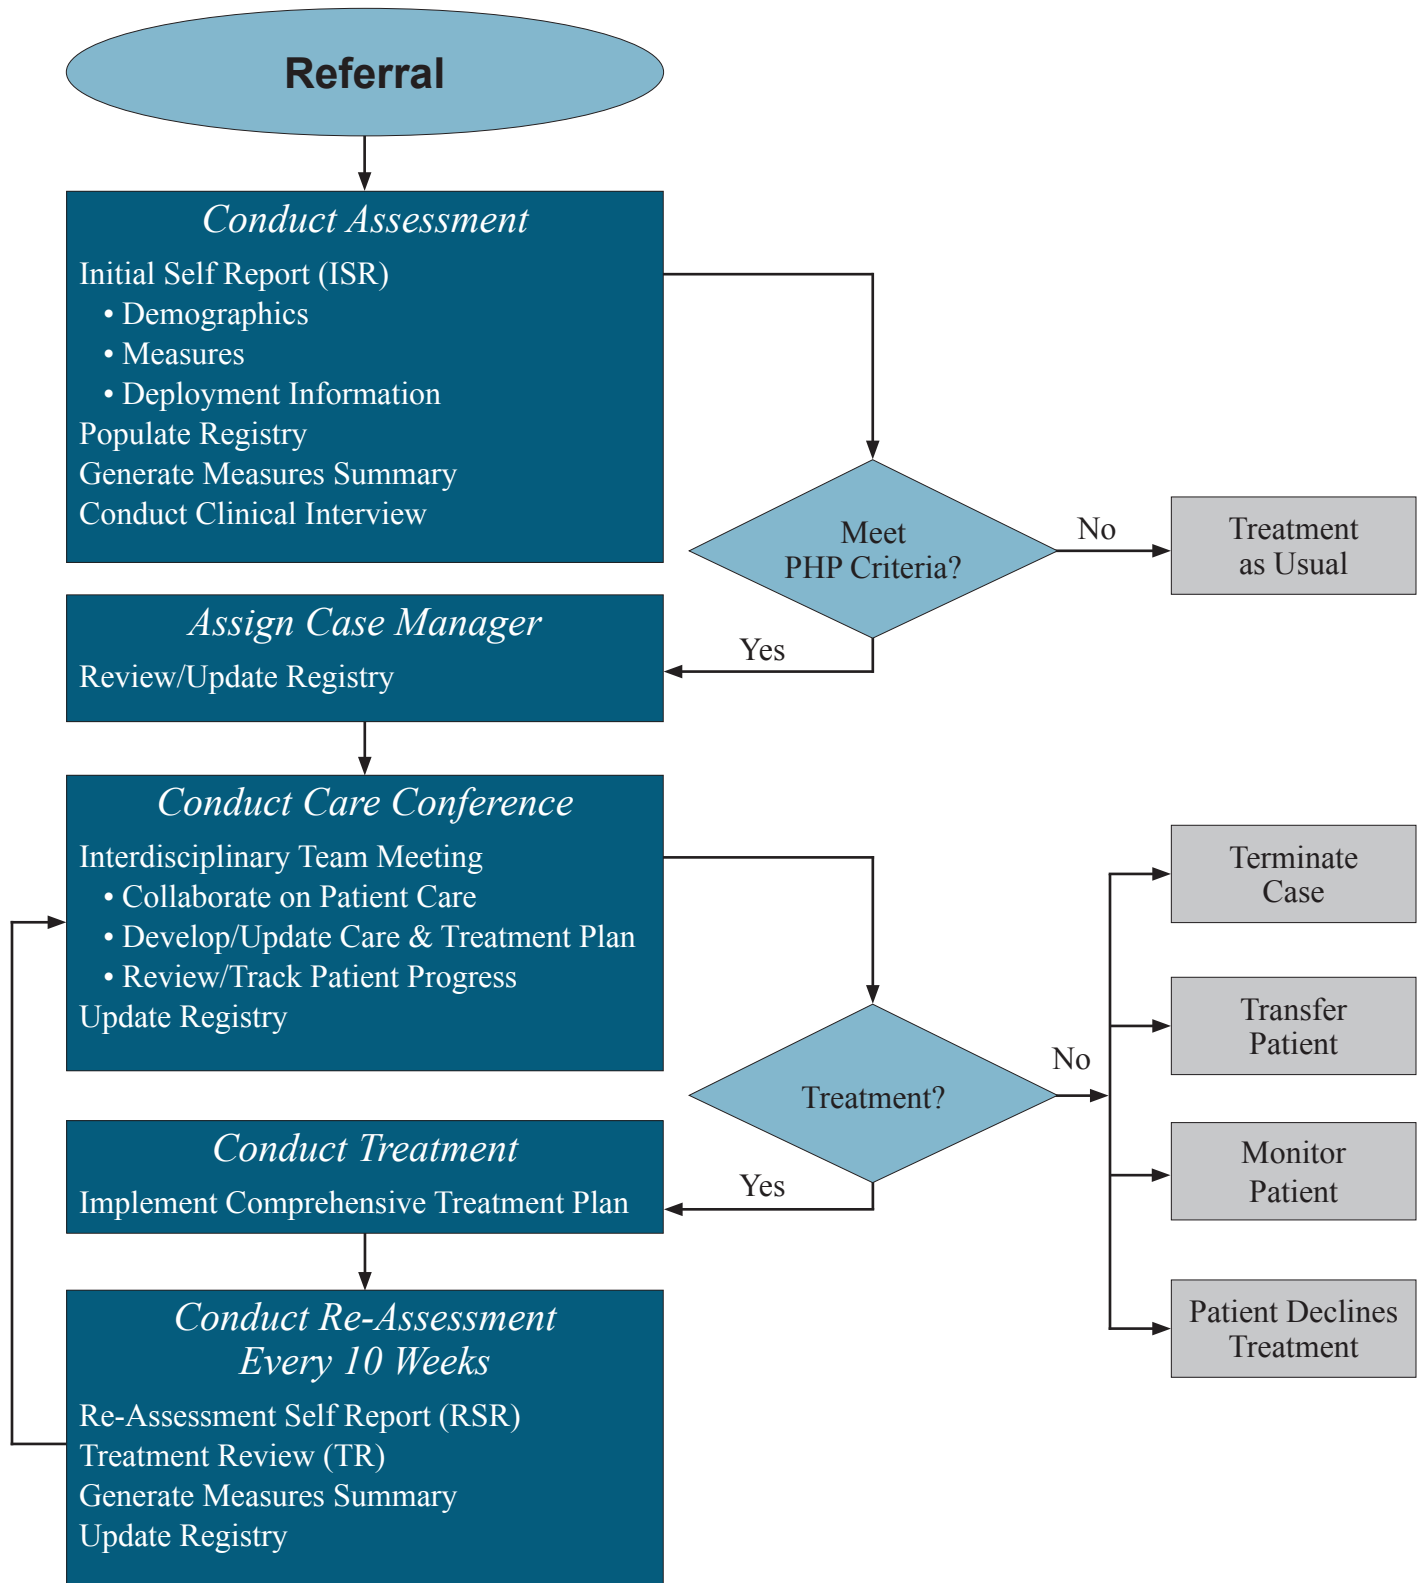 Referral
Conduct Assessment
Initial Self Report (ISR)
• Demographics
• Measures
• Deployment Information
Populate Registry
Generate Measures Summary
Conduct Clinical Interview
Meet
PHP Criteria?
No
Treatment
as Usual
Yes
Assign Case Manager
Review/Update Registry
Conduct Care Conference
Interdisciplinary Team Meeting
• Collaborate on Patient Care
• Develop/Update Care & Treatment Plan
• Review/Track Patient Progress
Update Registry
Treatment?
No
Terminate
Case
Transfer
Patient
Monitor
Patient
Patient Declines
Treatment
Yes
Conduct Treatment
Implement Comprehensive Treatment Plan
Conduct Re-Assessment
Every 10 Weeks
Re-Assessment Self Report (RSR)
Treatment Review (TR)
Generate Measures Summary
Update Registry